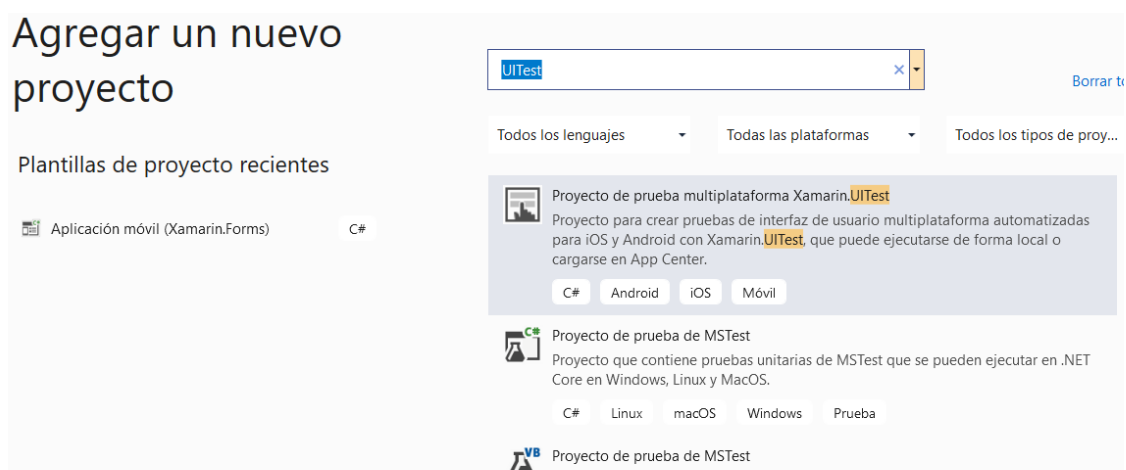 Agregar un nuevo
proyecto
Plantillas de proyecto recientes
Aplicación móvil (Xamarin.Forms)
C#
UITest
Todos los lenguajes
Todas las plataformas
Todos los tipos de proy...
Proyecto de prueba multiplataforma Xamarin.UITest
Proyecto para crear pruebas de interfaz de usuario multiplataforma automatizadas
para iOS y Android con Xamarin.UITest, que puede ejecutarse de forma local o
cargarse en App Center.
C#
Android
iOS
Móvil
C#
Proyecto de prueba de MSTest
Proyecto que contiene pruebas unitarias de MSTest que se pueden ejecutar en .NET
Core en Windows, Linux y MacOS.
C#
Linux
macOS
Windows
Prueba
VB
Proyecto de prueba de MSTest
Borrar